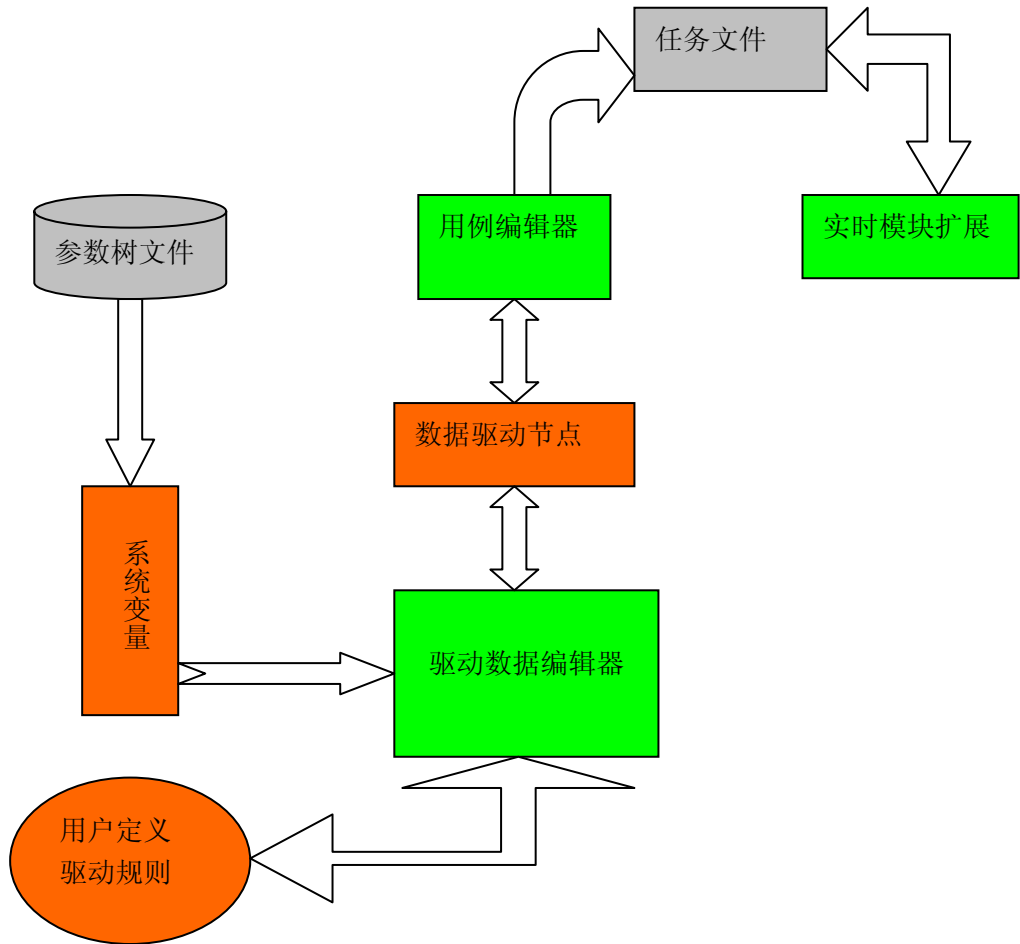 任务文件
用例编辑器
实时模块扩展
参数树文件
数据驱动节点
系统变量
驱动数据编辑器
用户定义
驱动规则